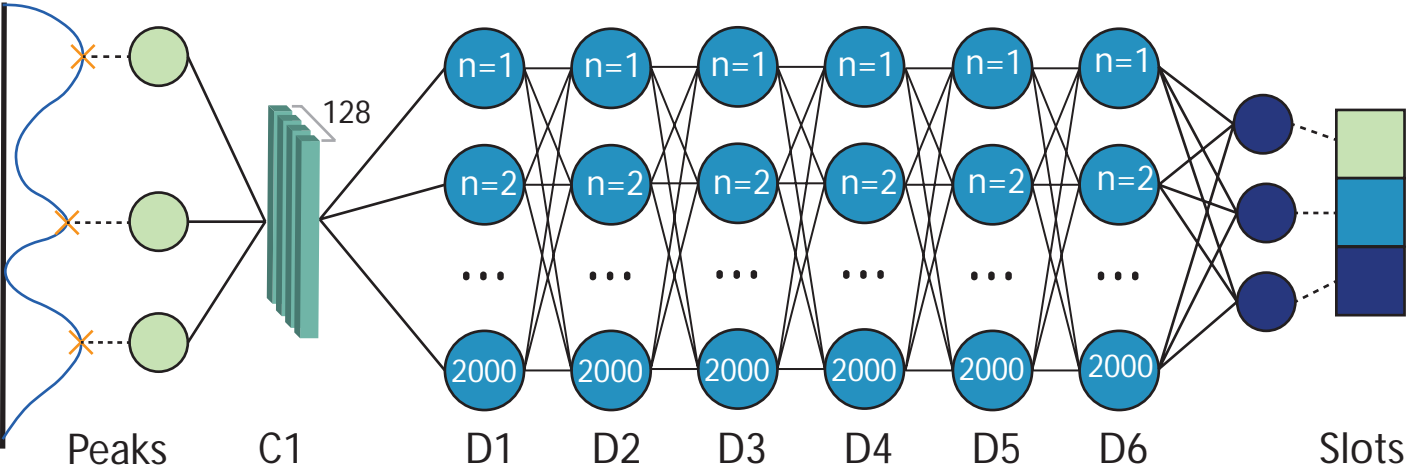 128
n=1 n=1 n=1 n=1 n=1 n=1
n=2 n=2 n=2 n=2 n=2 n=2
... ... ... ... ... ...
2000 2000 2000 2000 2000 2000
Peaks C1 D1 D2 D3 D4 D5 D6 Slots